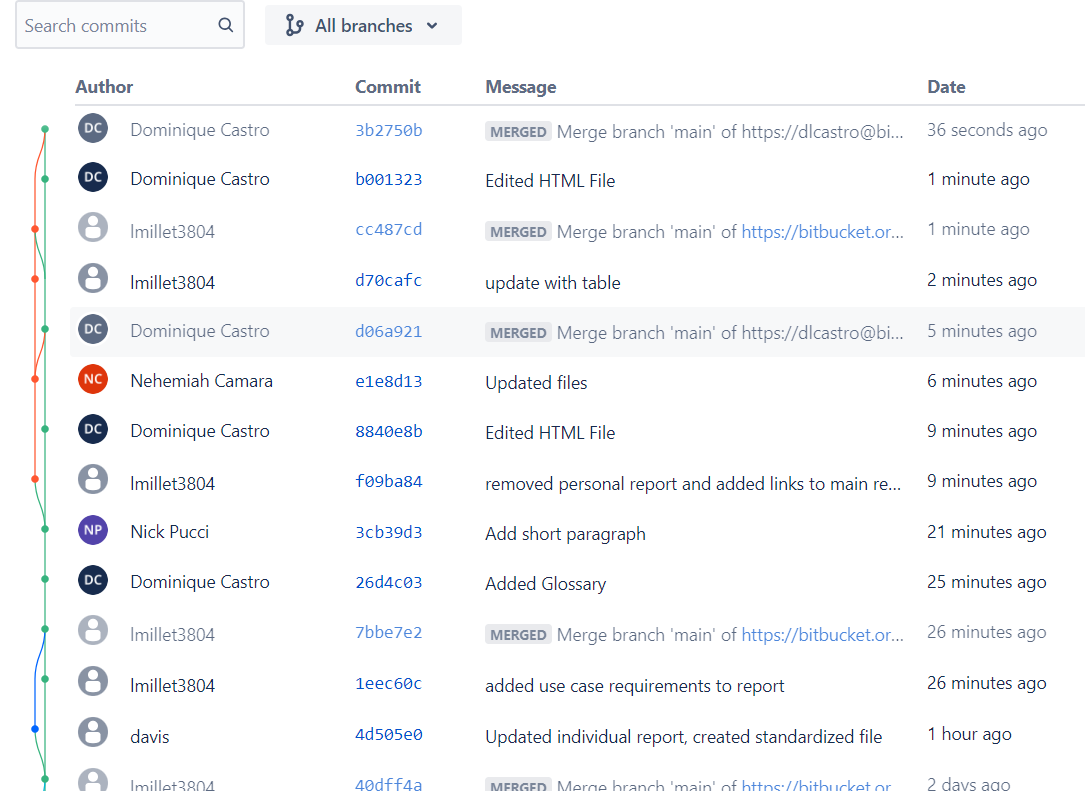 Search commits
All branches
Author Commit Message Date
DC Dominique Castro 3b2750b MERGED Merge branch 'main' of https://dlcastro@bi... 36 seconds ago
DC Dominique Castro b001323 Edited HTML File 1 minute ago
lmillet3804 cc487cd MERGED Merge branch 'main' of https://bitbucket.or... 1 minute ago
lmillet3804 d70cafc update with table 2 minutes ago
DC Dominique Castro d06a921 MERGED Merge branch 'main' of https://dlcastro@bi... 5 minutes ago
NC Nehemiah Camara e1e8d13 Updated files 6 minutes ago
DC Dominique Castro 8840e8b Edited HTML File 9 minutes ago
lmillet3804 f09ba84 removed personal report and added links to main re... 9 minutes ago
NP Nick Pucci 3cb39d3 Add short paragraph 21 minutes ago
DC Dominique Castro 26d4c03 Added Glossary 25 minutes ago
lmillet3804 7bbe7e2 MERGED Merge branch 'main' of https://bitbucket.or... 26 minutes ago
lmillet3804 1eec60c added use case requirements to report 26 minutes ago
davis 4d505e0 Updated individual report, created standardized file 1 hour ago
lmillet3804 40dff4a MERGED Merge branch 'main' of https://bitbucket.or... 2 days ago